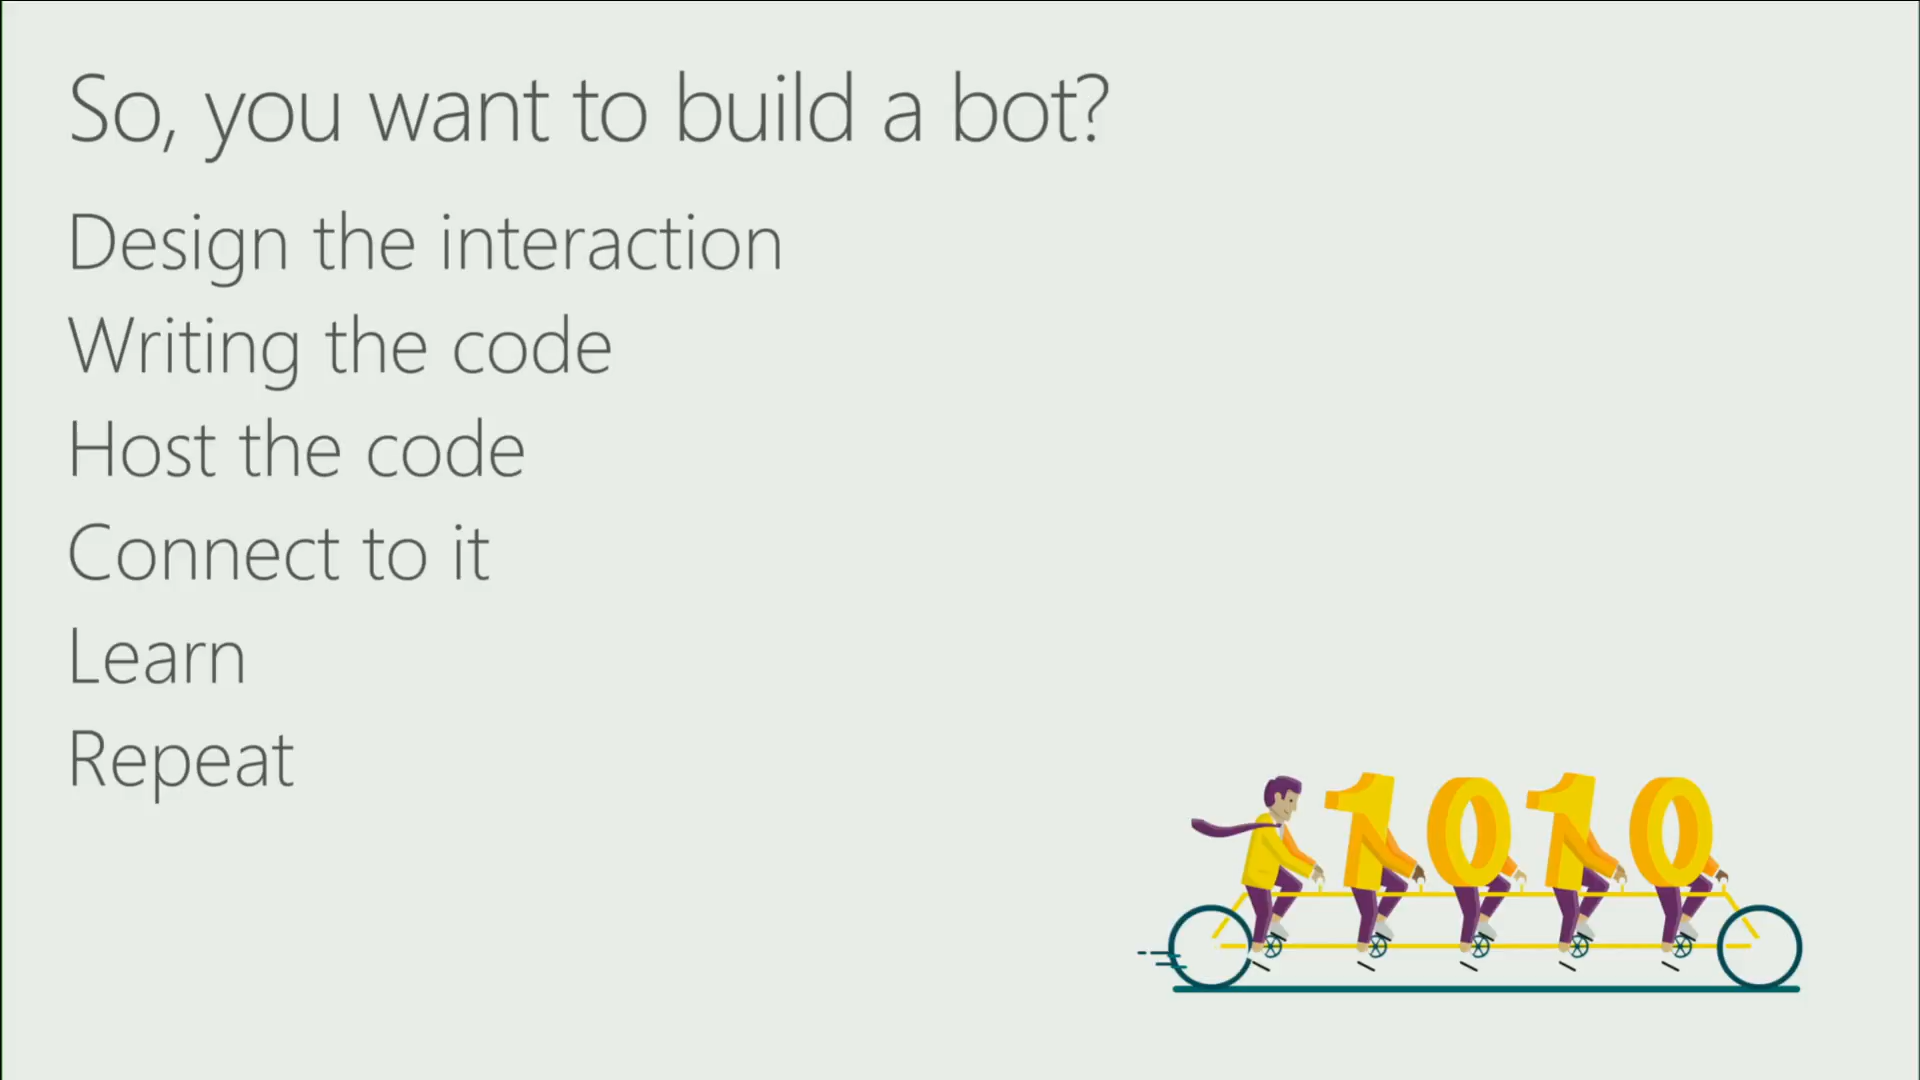 So, you want to build a bot?
Design the interaction
Writing the code
Host the code
Connect to it
Learn
Repeat
1010